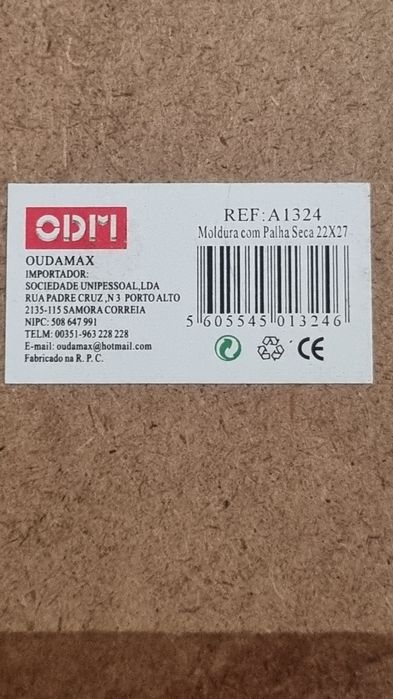 ODM
OUDAMAX
IMPORTADOR:
SOCIEDADE UNIPESSOAL,LDA
RUA PADRE CRUZ ,N 3 PORTO ALTO
2135-115 SAMORA CORREIA
NIPC: 508 647 991
TELM: 00351-963 228 228
E-mail: oudamax@hotmail.com
Fabricado na R. P. C.
REF:A1324
Moldura com Palha Seca 22X27
5 605545 013246
CE